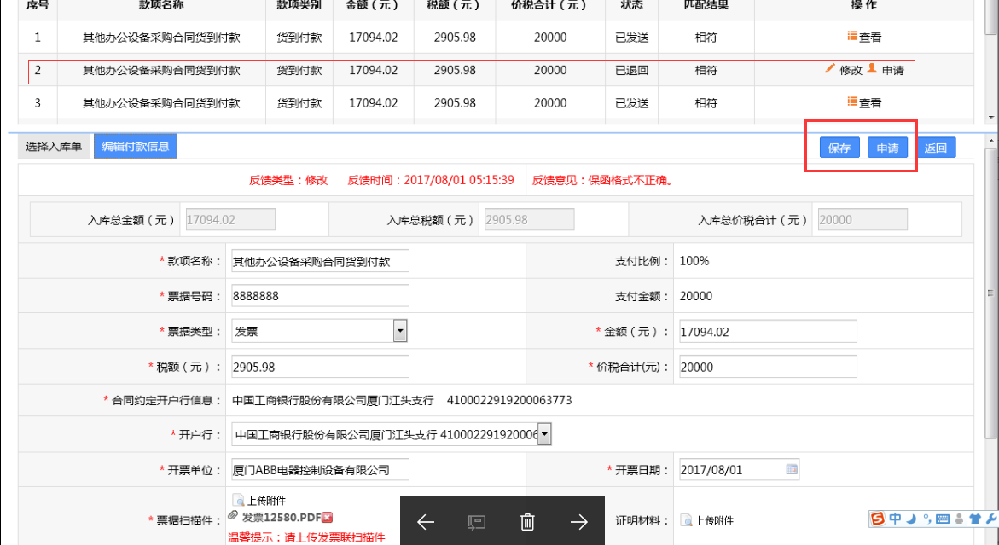 序号 款项名称 款项类别 金额（元） 税额（元） 价税合计（元） 状态 匹配结果 操 作
1 其他办公设备采购合同货到付款 货到付款 17094.02 2905.98 20000 已发送 相符 查看
2 其他办公设备采购合同货到付款 货到付款 17094.02 2905.98 20000 已退回 相符 修改 申请
3 其他办公设备采购合同货到付款 货到付款 17094.02 2905.98 20000 已发送 相符 查看
选择入库单 编辑付款信息 保存 申请 返回
反馈类型：修改 反馈时间：2017/08/01 05:15:39 反馈意见：保函格式不正确。
入库总金额（元） 17094.02 入库总税额（元） 2905.98 入库总价税合计（元） 20000
* 款项名称： 其他办公设备采购合同货到付款 支付比例： 100%
* 票据号码： 8888888 支付金额： 20000
* 票据类型： 发票 * 金额（元）： 17094.02
* 税额（元）： 2905.98 * 价税合计(元)： 20000
* 合同约定开户行信息： 中国工商银行股份有限公司厦门江头支行 4100022919200063773
* 开户行： 中国工商银行股份有限公司厦门江头支行 410002291920006
* 开票单位： 厦门ABB电器控制设备有限公司 * 开票日期： 2017/08/01
* 票据扫描件： 上传附件 证明材料： 上传附件
发票12580.PDF
温馨提示：请上传发票联扫描件
中